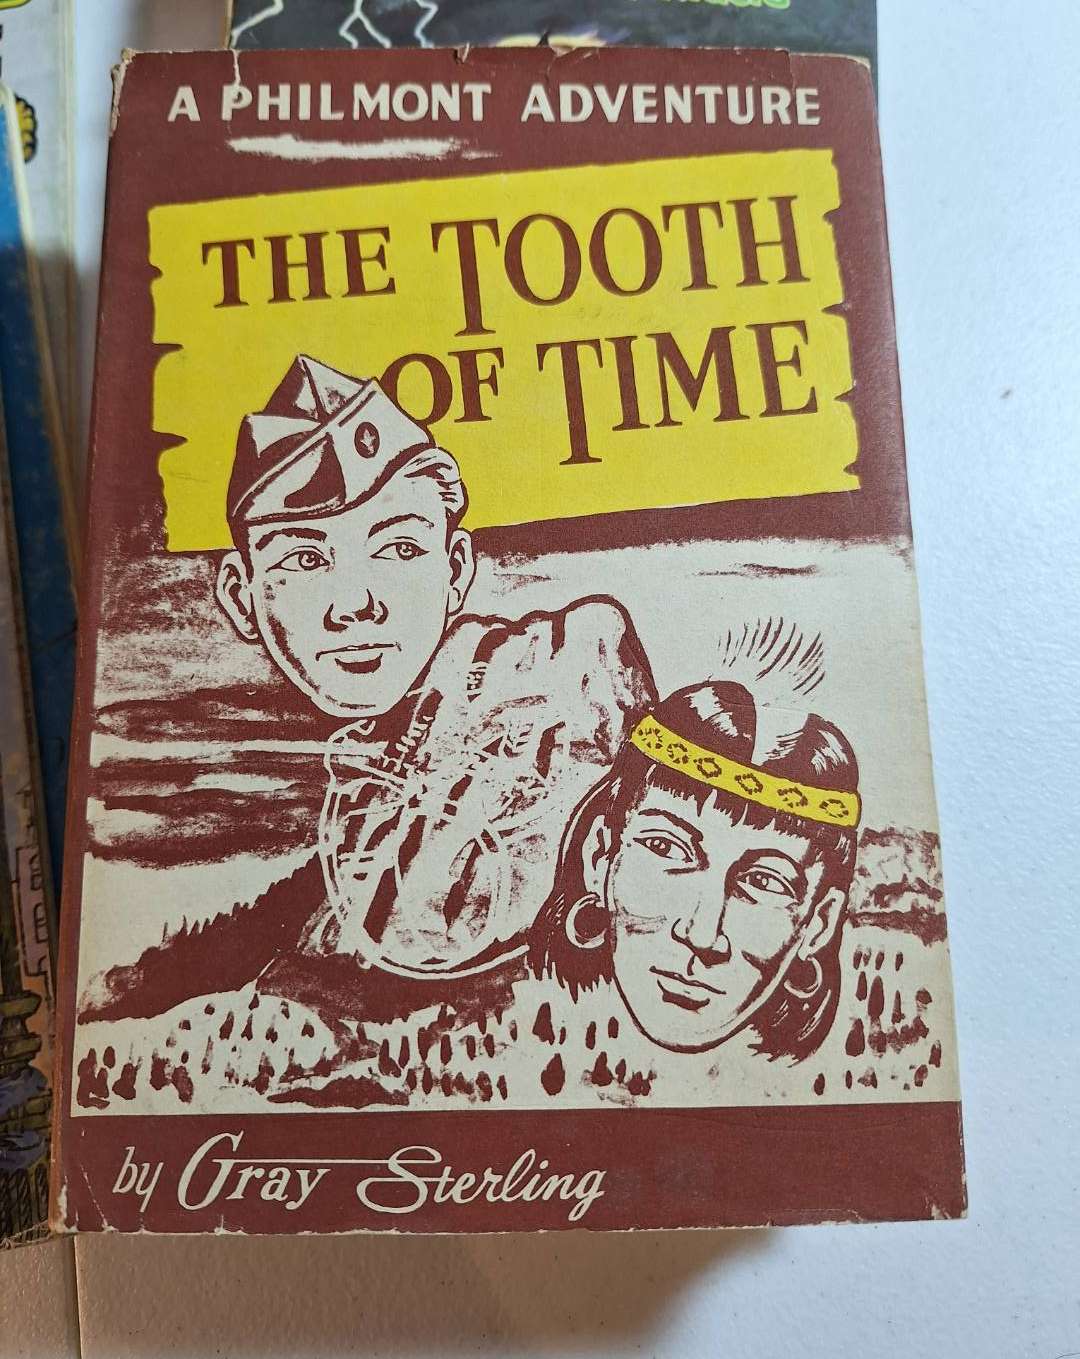 A PHILMONT ADVENTURE
THE TOOTH
OF TIME
by Gray Sterling